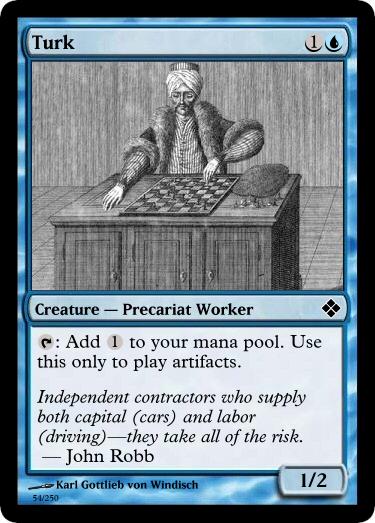 Turk 1
Creature — Precariat Worker
: Add 1 to your mana pool. Use
this only to play artifacts.
Independent contractors who supply
both capital (cars) and labor
(driving)—they take all of the risk.
— John Robb
1/2
Karl Gottlieb von Windisch
54/250